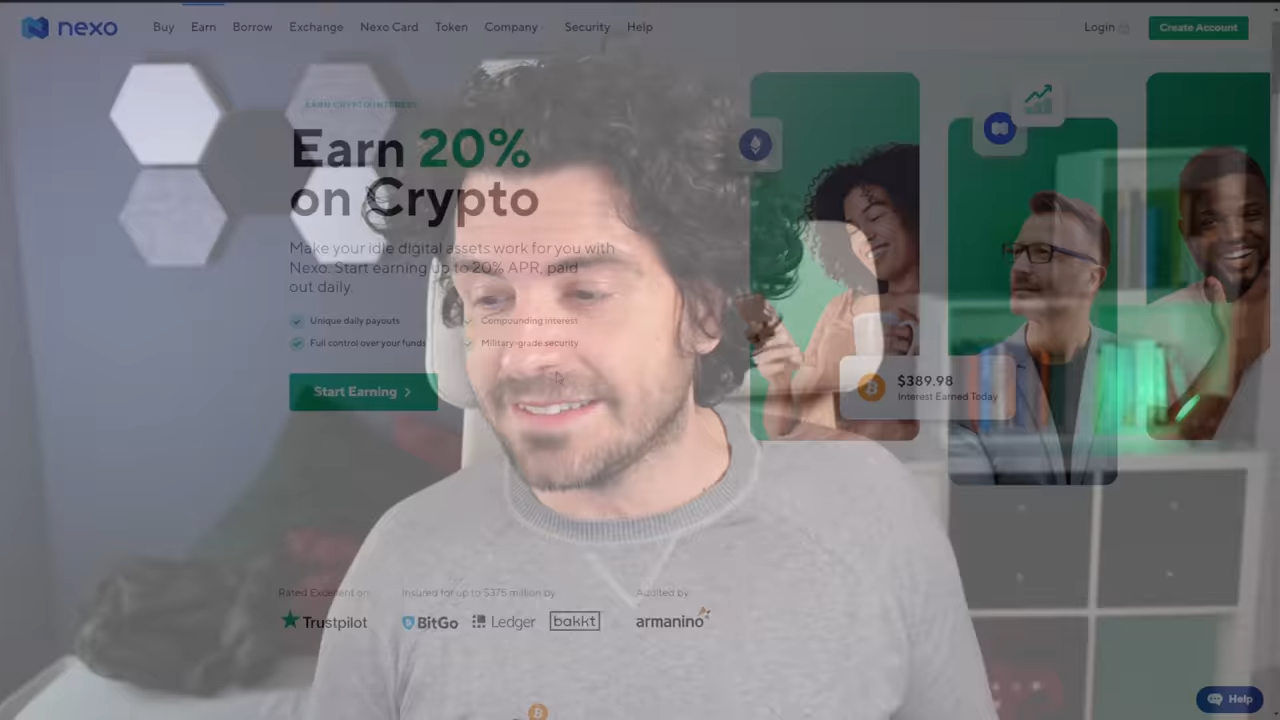 nexo
Buy Earn Borrow Exchange Nexo Card Token Company Security Help
Login Create Account
EARN CRYPTO INTEREST
Earn 20%
on Crypto
Make your idle digital assets work for you with
Nexo. Start earning up to 20% APR, paid
out daily.
Unique daily payouts
Compounding interest
Full control over your funds
Military-grade security
Start Earning
$389.98
Interest Earned Today
Rated Excellent on
Insured for up to $375 million by
Audited by
Trustpilot
BitGo
Ledger
bakkt
armanino
Help